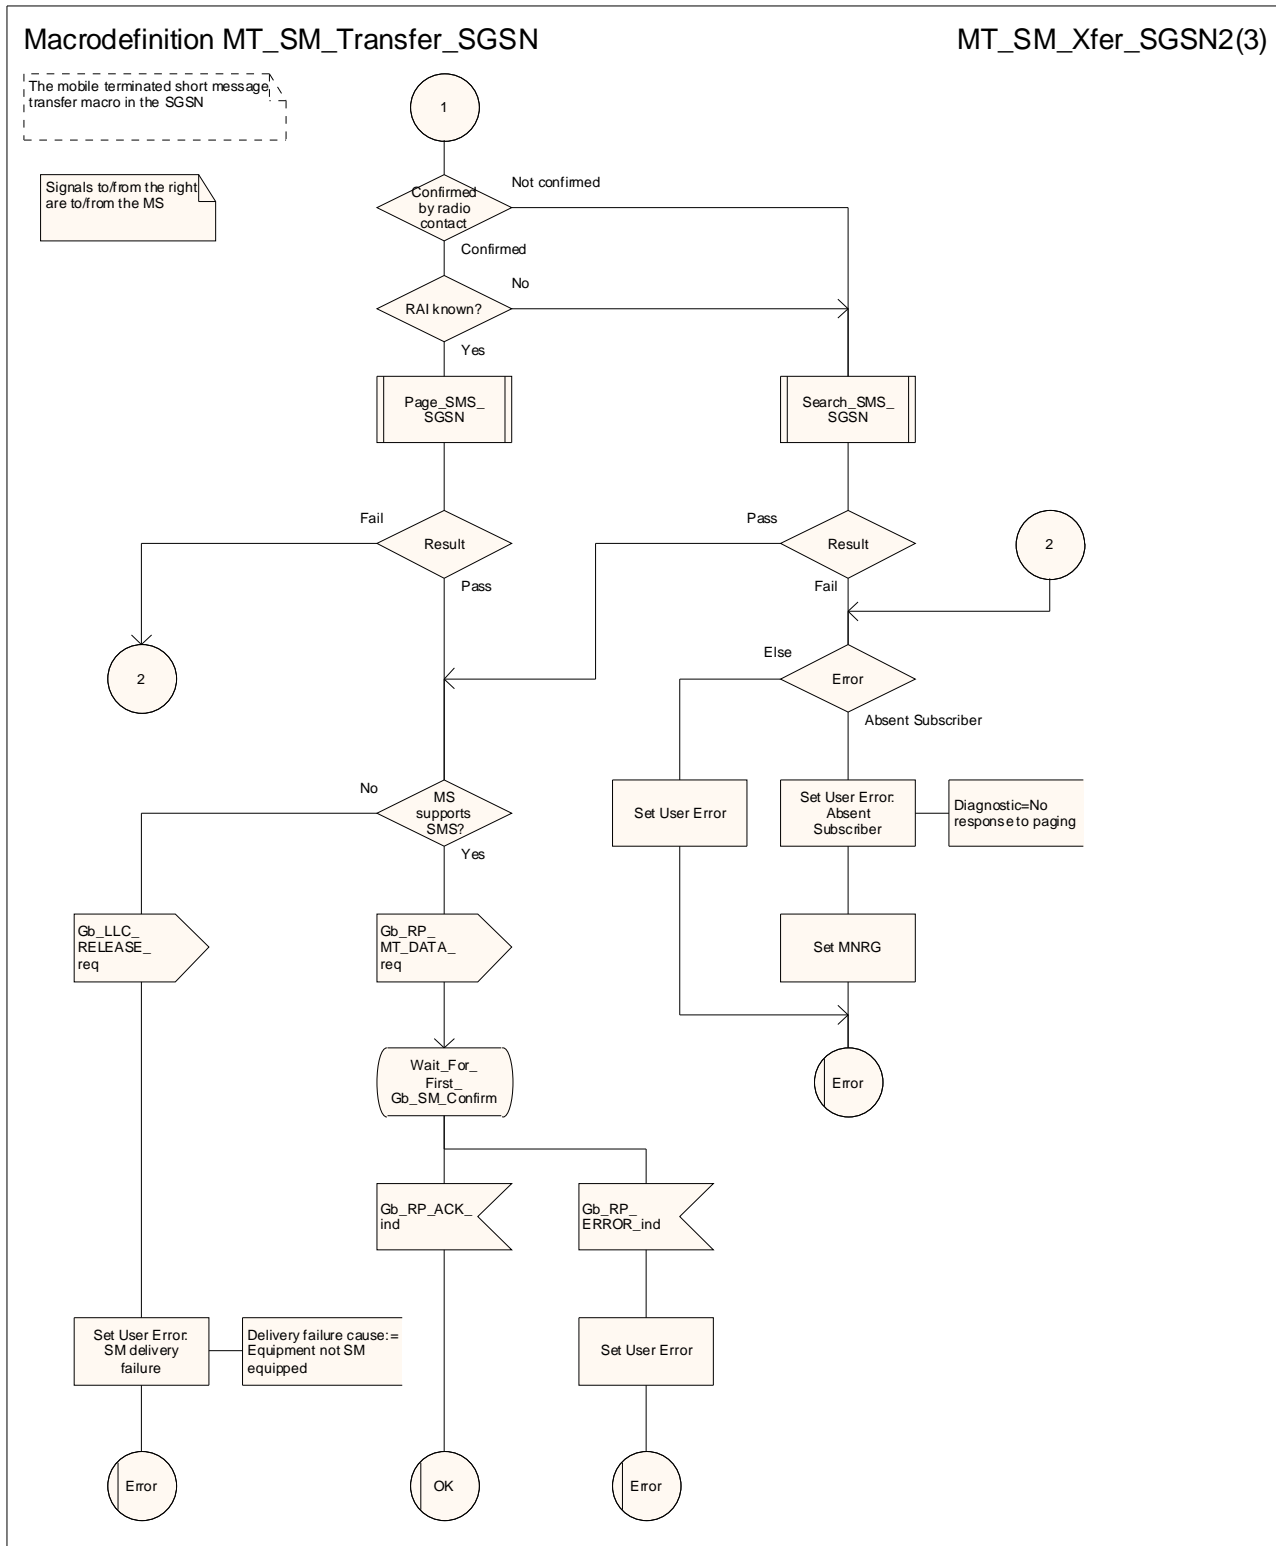 Macrodefinition MT_SM_Transfer_SGSN
MT_SM_Xfer_SGSN2(3)
The mobile terminated short message
transfer macro in the SGSN
Signals to/from the right
are to/from the MS
1
Confirmed
by radio
contact
Not confirmed
Confirmed
RAI known?
No
Yes
Page_SMS_
SGSN
Search_SMS_
SGSN
Fail
Result
Pass
Pass
Result
Fail
2
2
Else
Error
Absent Subscriber
No
MS
supports
SMS?
Yes
Set User Error
Set User Error:
Absent
Subscriber
Diagnostic=No
response to paging
Gb_LLC_
RELEASE_
req
Gb_RP_
MT_DATA_
req
Set MNRG
Wait_For_
First_
Gb_SM_Confirm
Error
Gb_RP_ACK_
ind
Gb_RP_
ERROR_ind
Set User Error:
SM delivery
failure
Delivery failure cause:=
Equipment not SM
equipped
Set User Error
Error
OK
Error